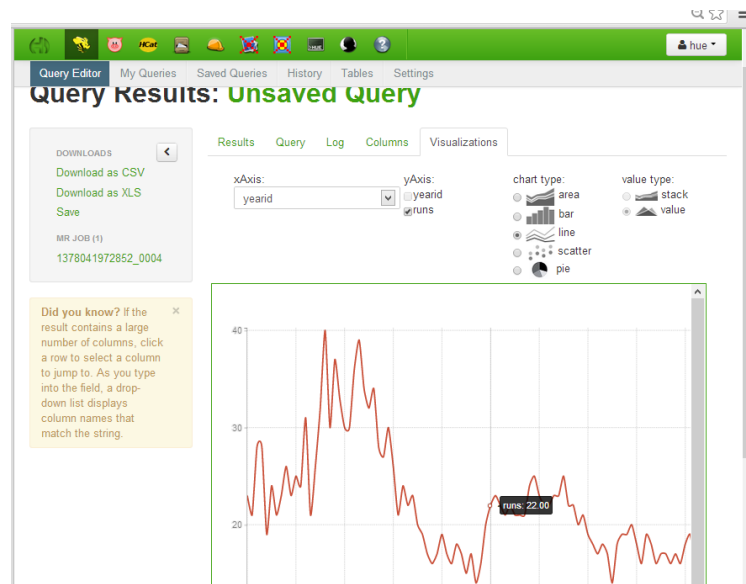 HCat
HUE
hue
Query Editor My Queries Saved Queries History Tables Settings
Query Results: Unsaved Query
DOWNLOADS
Download as CSV
Download as XLS
Save
MR JOB (1)
1378041972852_0004
Did you know? If the
result contains a large
number of columns, click
a row to select a column
to jump to. As you type
into the field, a drop-
down list displays
column names that
match the string.
Results Query Log Columns Visualizations
xAxis:
yearid
yAxis:
yearid
runs
chart type:
area
bar
line
scatter
pie
value type:
stack
value
40
30
20
runs: 22.00